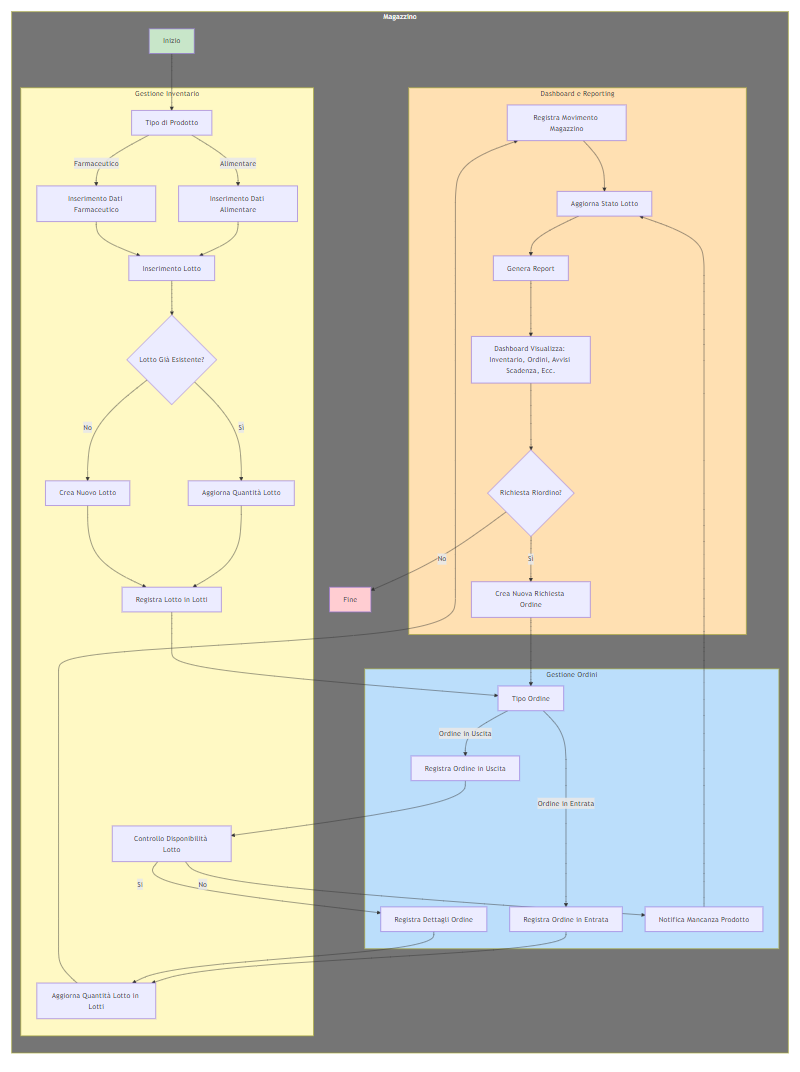 Magazzino
Inizio
Gestione Inventario
Tipo di Prodotto
Farmaceutico
Alimentare
Inserimento Dati
Farmaceutico
Inserimento Dati
Alimentare
Inserimento Lotto
Lotto Già Esistente?
No
Sì
Crea Nuovo Lotto
Aggiorna Quantità Lotto
Registra Lotto in Lotti
Dashboard e Reporting
Registra Movimento
Magazzino
Aggiorna Stato Lotto
Genera Report
Dashboard Visualizza:
Inventario, Ordini, Avvisi
Scadenza, Ecc.
Richiesta Riordino?
No
Sì
Fine
Crea Nuova Richiesta
Ordine
Gestione Ordini
Tipo Ordine
Ordine in Uscita
Registra Ordine in Uscita
Ordine in Entrata
Controllo Disponibilità
Lotto
Sì
No
Registra Dettagli Ordine
Registra Ordine in Entrata
Notifica Mancanza Prodotto
Aggiorna Quantità Lotto in
Lotti